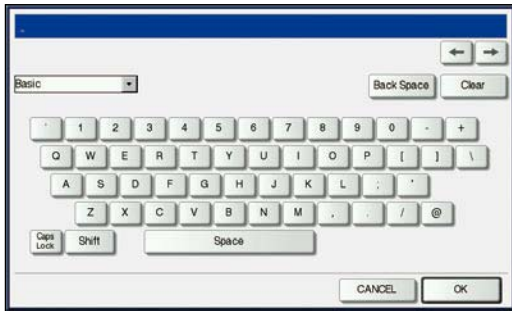 _
← →
Basic Back Space Clear
` 1 2 3 4 5 6 7 8 9 0 - +
Q W E R T Y U I O P [ ] \
A S D F G H J K L ; '
Z X C V B N M , . / @
Caps Lock Shift Space
CANCEL OK